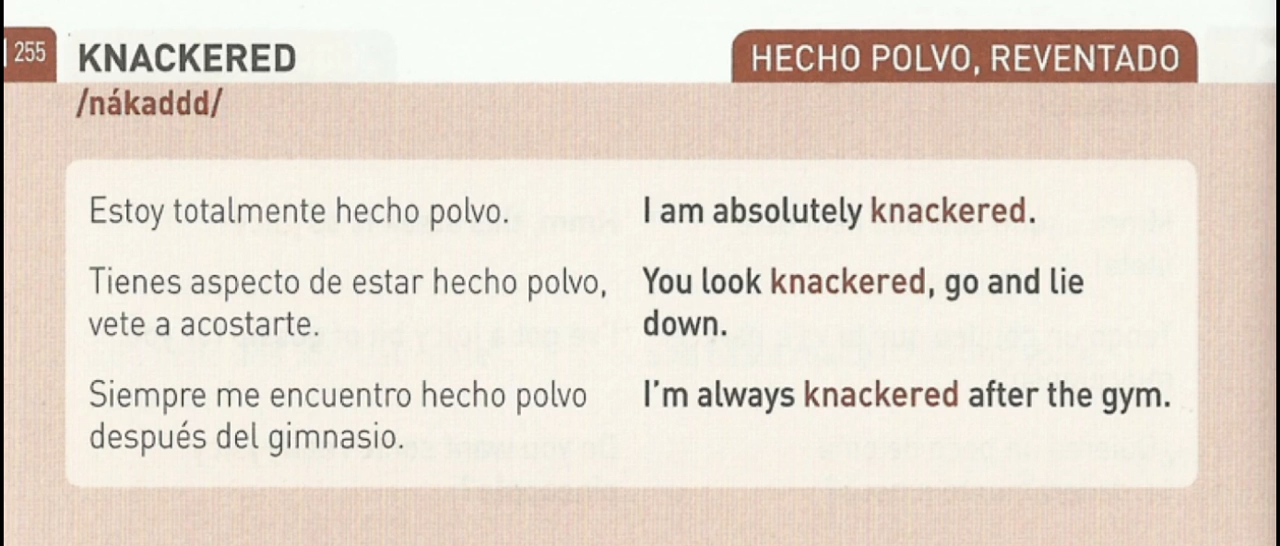 255 KNACKERED HECHO POLVO, REVENTADO
/nákaddd/
Estoy totalmente hecho polvo. I am absolutely knackered.
Tienes aspecto de estar hecho polvo, You look knackered, go and lie
vete a acostarte. down.
Siempre me encuentro hecho polvo I'm always knackered after the gym.
después del gimnasio.